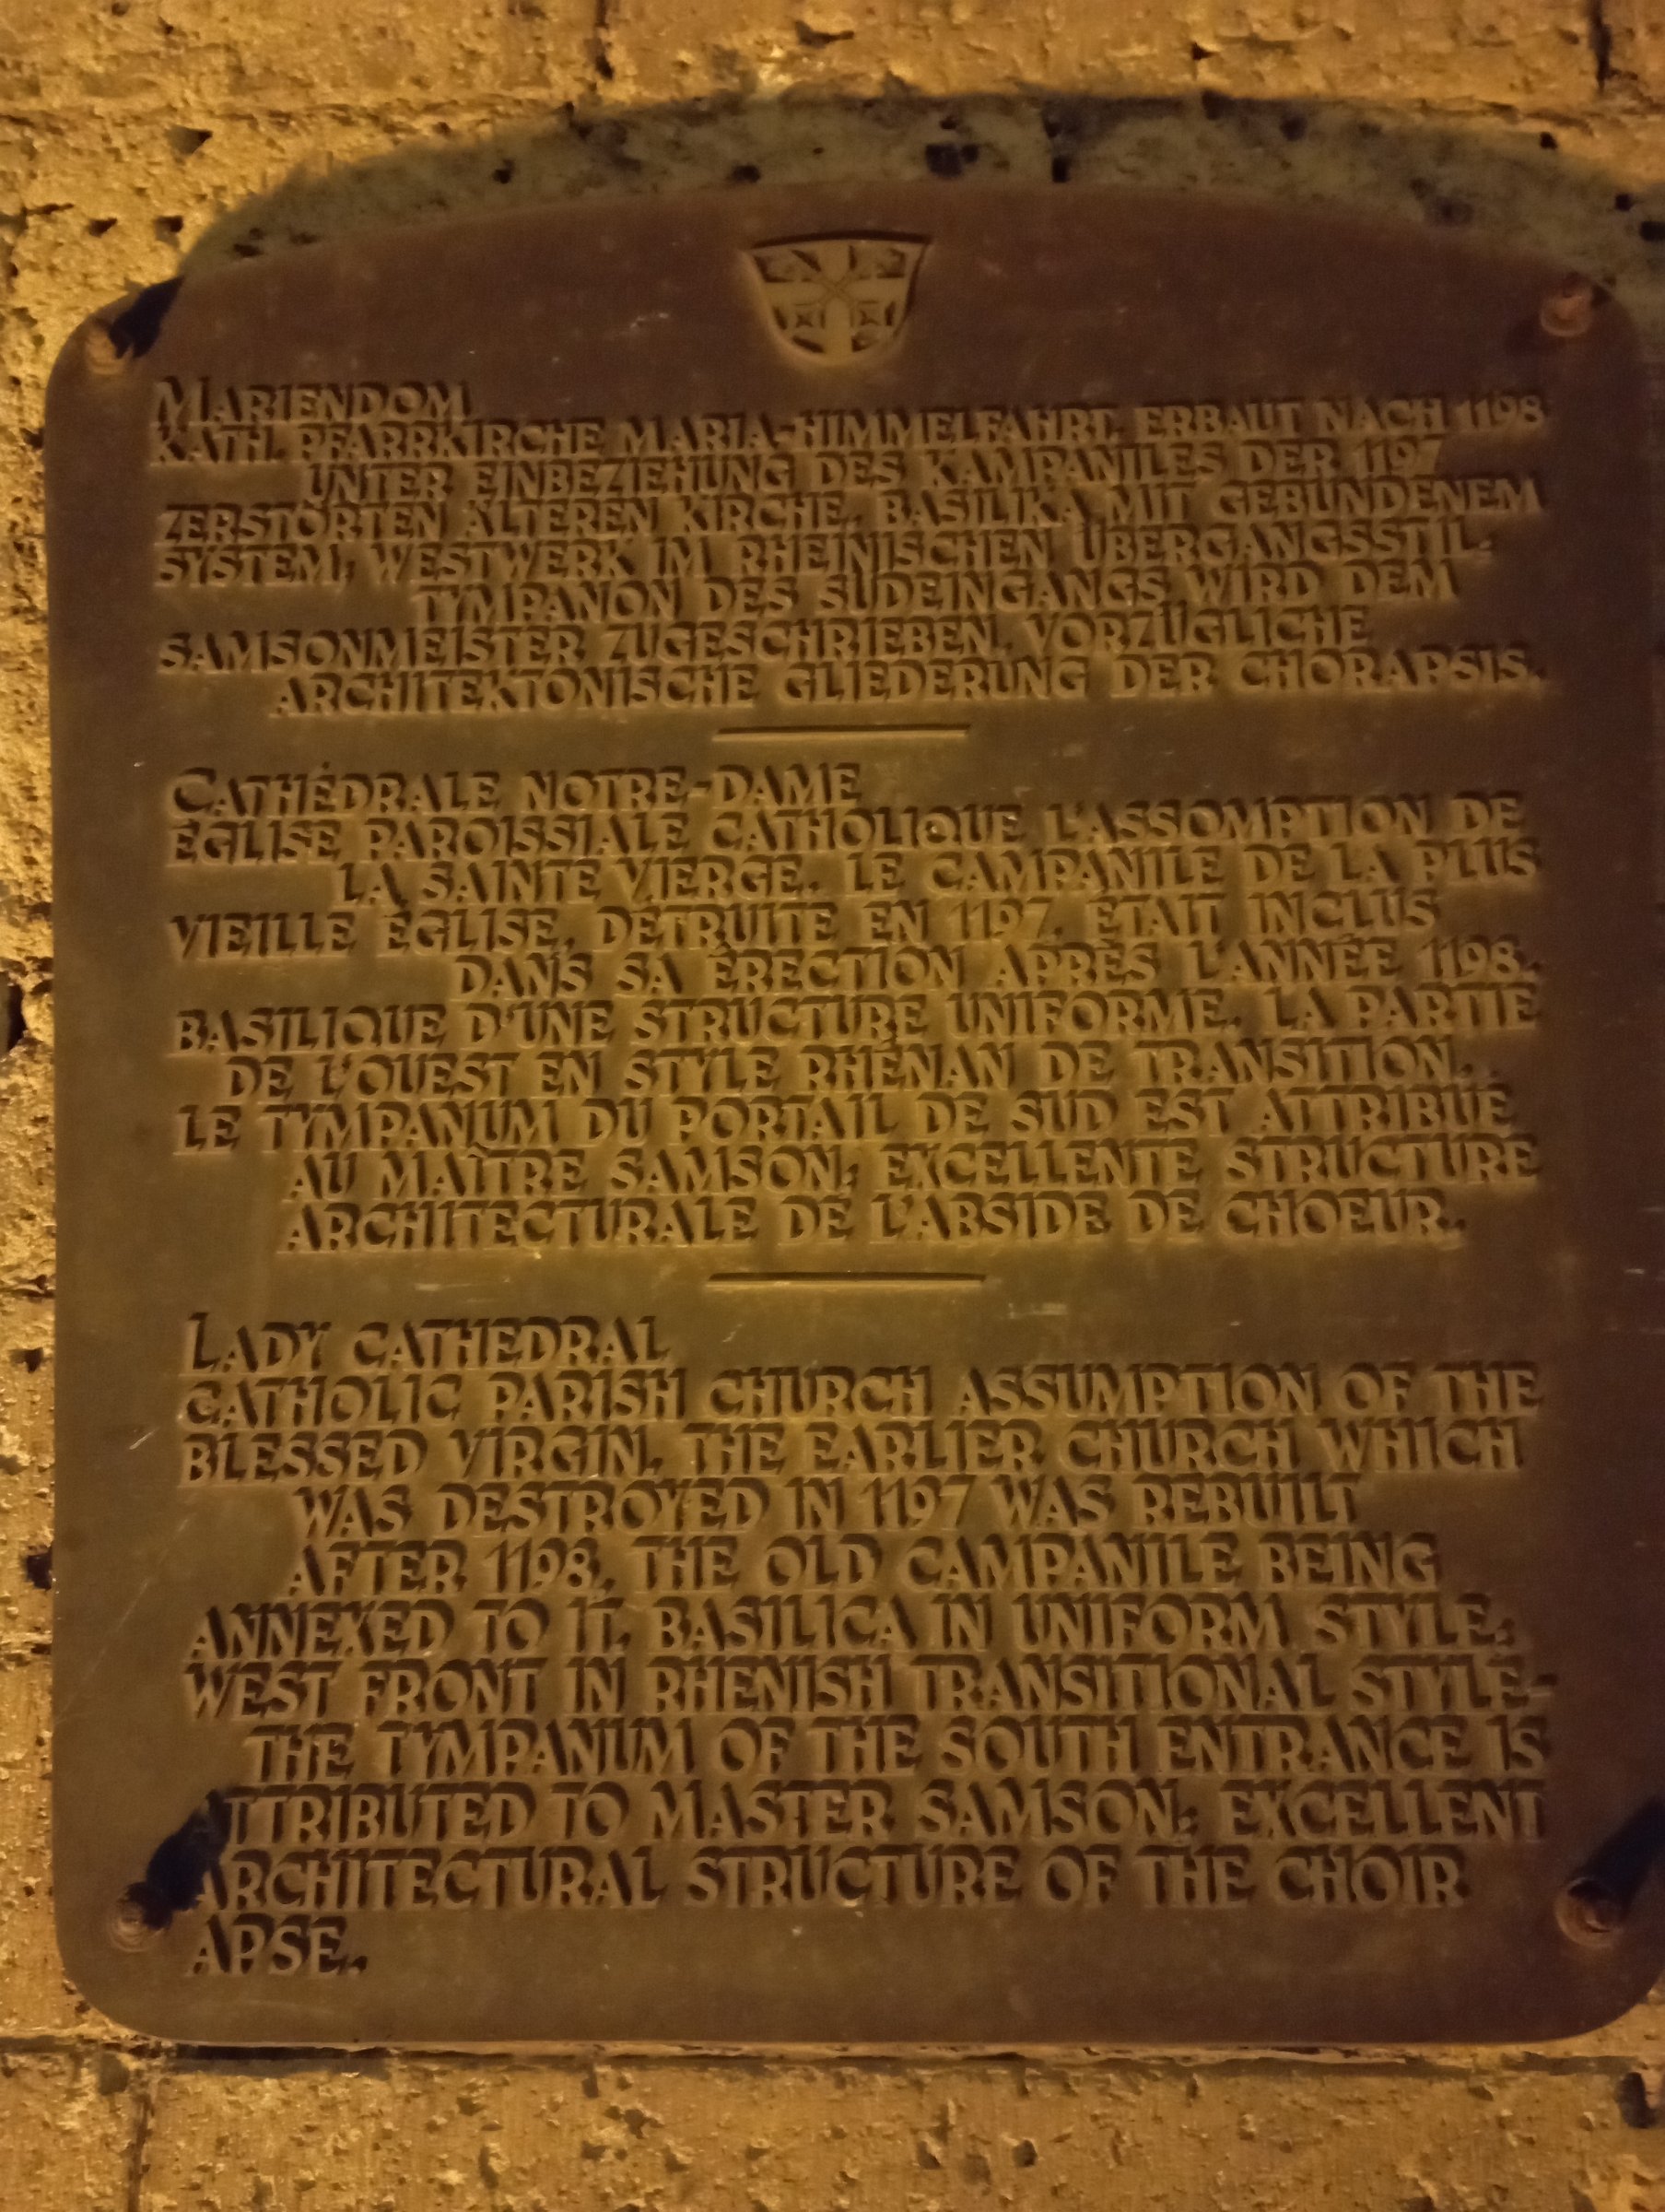 MARIENDOM
KATH. PFARRKIRCHE MARIA-HIMMELFAHRT. ERBAUT NACH 1198
UNTER EINBEZIEHUNG DES KAMPANILES DER 1197
ZERSTÖRTEN ÄLTEREN KIRCHE. BASILIKA MIT GEBUNDENEM
SYSTEM; WESTWERK IM RHEINISCHEN ÜBERGANGSSTIL.
TYMPANON DES SÜDEINGANGS WIRD DEM
SAMSONMEISTER ZUGESCHRIEBEN. VORZÜGLICHE
ARCHITEKTONISCHE GLIEDERUNG DER CHORAPSIS.
CATHÉDRALE NOTRE-DAME
ÉGLISE PAROISSIALE CATHOLIQUE L'ASSOMPTION DE
LA SAINTE VIERGE. LE CAMPANILE DE LA PLUS
VIEILLE ÉGLISE, DÉTRUITE EN 1197, ÉTAIT INCLUS
DANS SA ÉRECTION APRÈS L'ANNÉE 1198.
BASILIQUE D'UNE STRUCTURE UNIFORME. LA PARTIE
DE L'OUEST EN STYLE RHÉNAN DE TRANSITION.
LE TYMPANUM DU PORTAIL DE SUD EST ATTRIBUÉ
AU MAÎTRE SAMSON; EXCELLENTE STRUCTURE
ARCHITECTURALE DE L'ABSIDE DE CHOEUR.
LADY CATHEDRAL
CATHOLIC PARISH CHURCH ASSUMPTION OF THE
BLESSED VIRGIN. THE EARLIER CHURCH WHICH
WAS DESTROYED IN 1197 WAS REBUILT
AFTER 1198, THE OLD CAMPANILE BEING
ANNEXED TO IT. BASILICA IN UNIFORM STYLE;
WEST FRONT IN RHENISH TRANSITIONAL STYLE-
THE TYMPANUM OF THE SOUTH ENTRANCE IS
ATTRIBUTED TO MASTER SAMSON; EXCELLENT
ARCHITECTURAL STRUCTURE OF THE CHOIR
APSE.